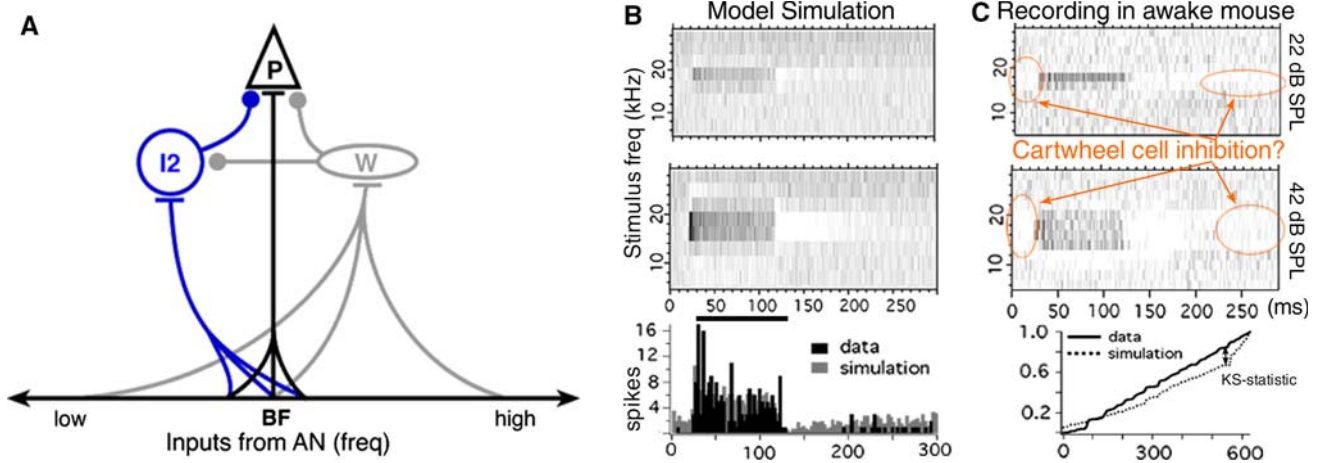 A
P
I2
W
low
BF
high
Inputs from AN (freq)
B
Model Simulation
Stimulus freq (kHz)
20
10
20
10
0 50 100 150 200 250
spikes
16
12
8
4
data
simulation
0 100 200 300
C
Recording in awake mouse
20
10
22 dB SPL
Cartwheel cell inhibition?
20
10
42 dB SPL
0 50 100 150 200 250 (ms)
1.0
0.6
0.2
data
simulation
KS-statistic
0 300 600